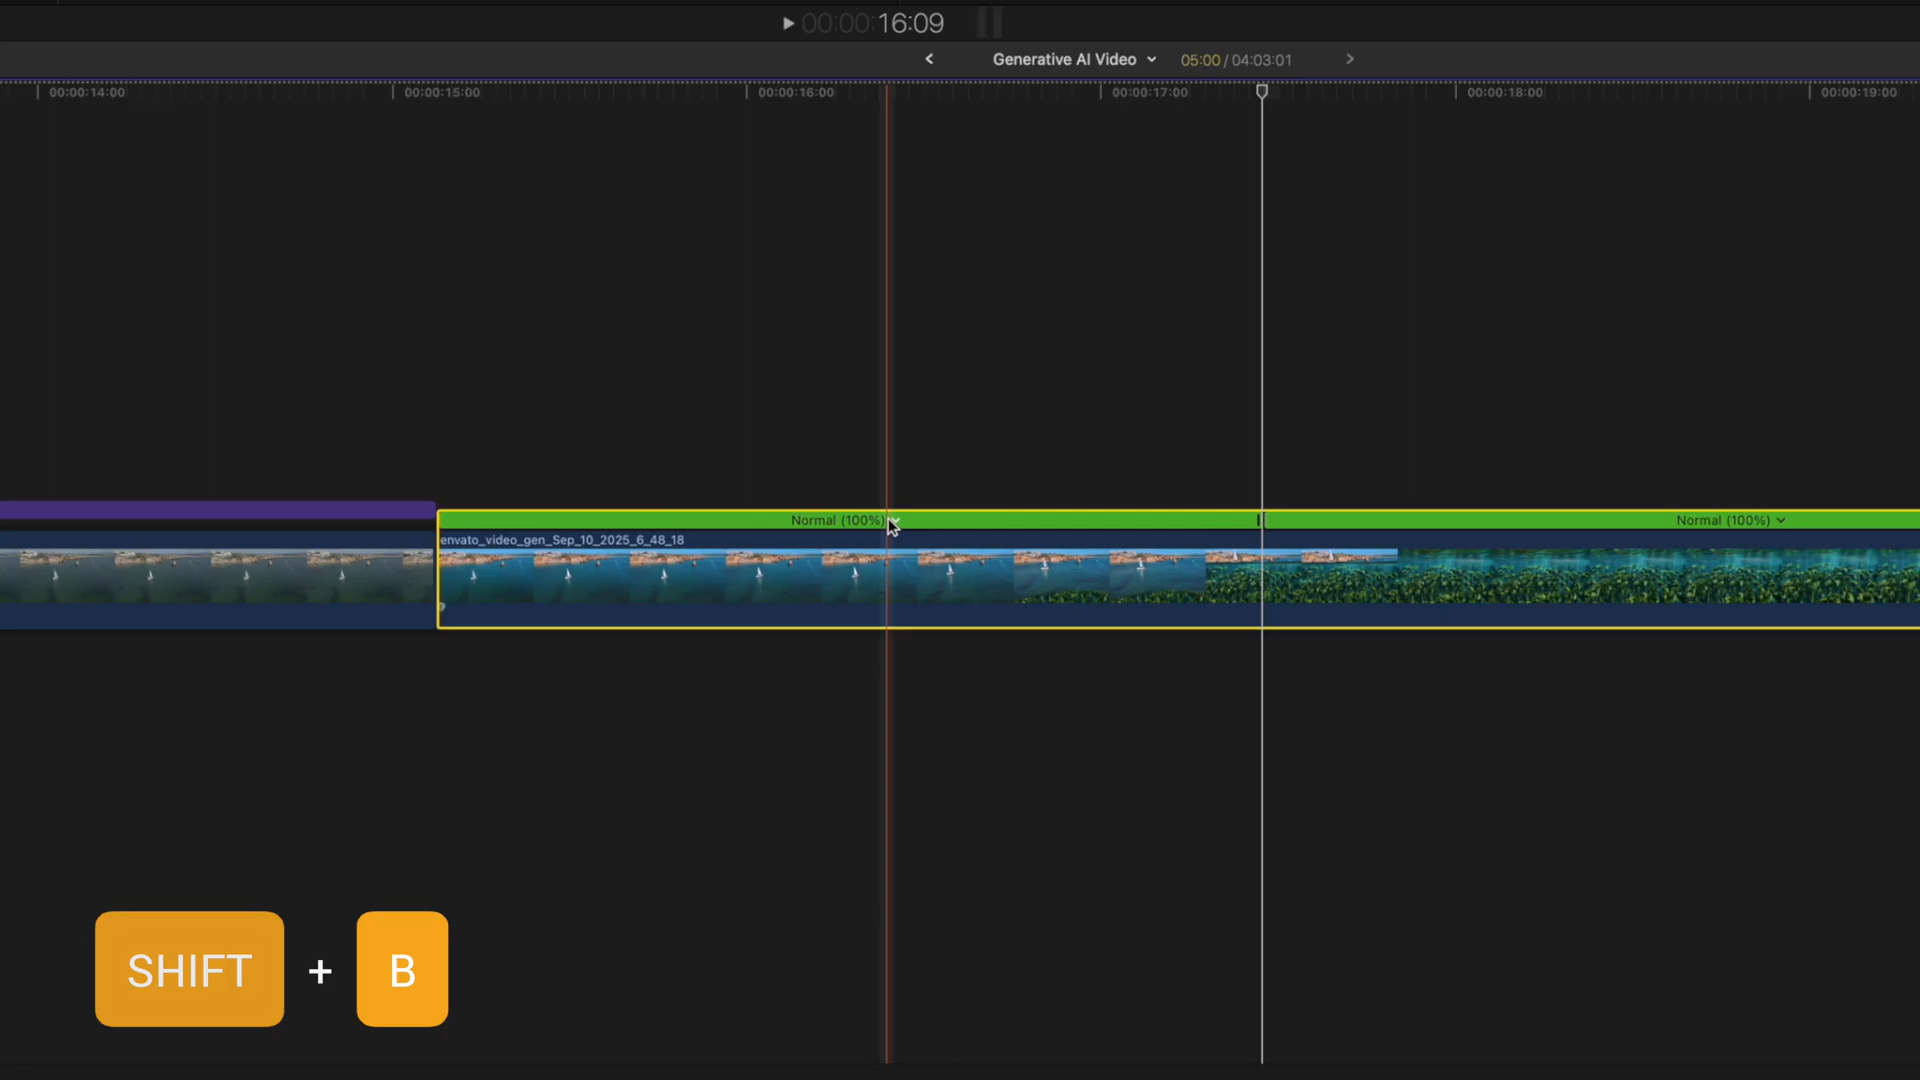 00:00:16:09
Generative AI Video 05:00 / 04:03:01
00:00:14:00 00:00:15:00 00:00:16:00 00:00:17:00 00:00:18:00 00:00:19:00
Normal (100%) Normal (100%)
envato_video_gen_Sep_10_2025_6_48_18
SHIFT + B